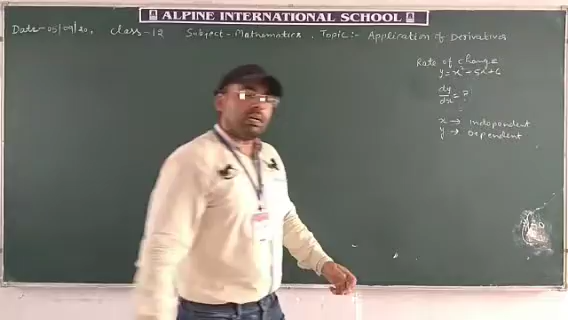 ALPINE INTERNATIONAL SCHOOL
Date- 05/09/20, Class-12 Subject- Mathematics, Topic:- Application of Derivatives
Rate of change
y = x² + 5x + 6
dy/dx = ?
x → independent
y → Dependent